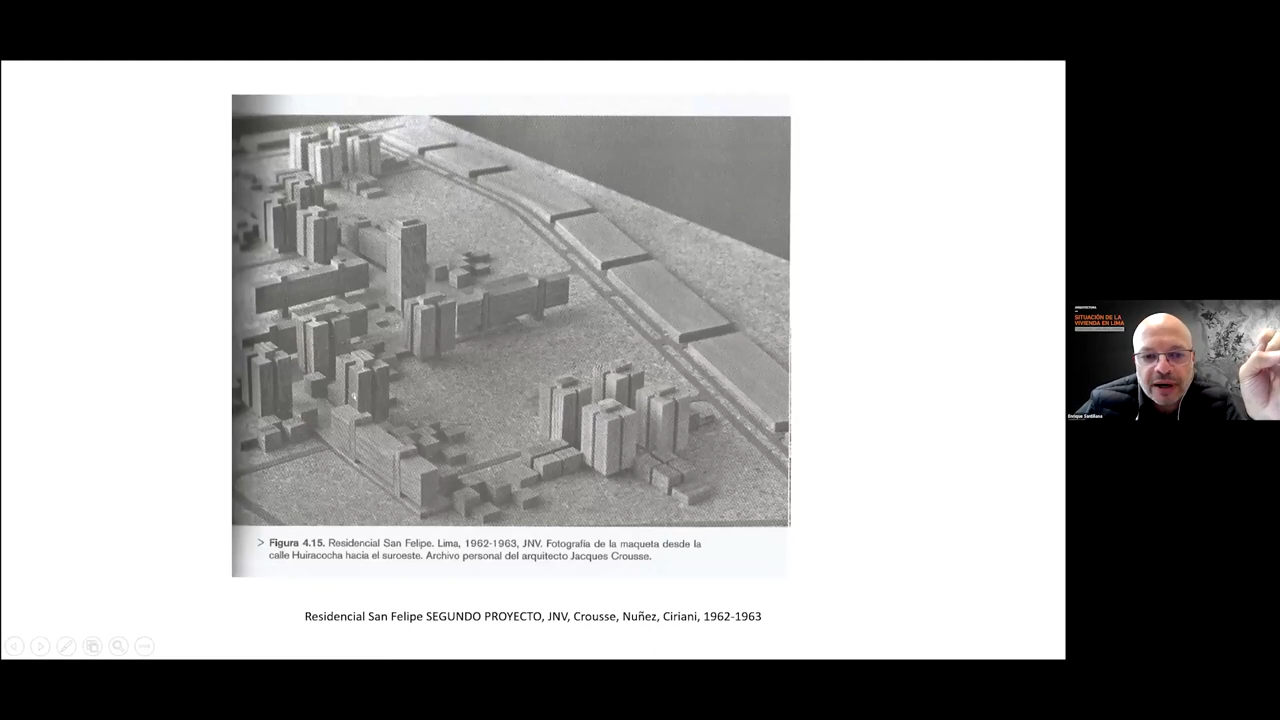 > Figura 4.15. Residencial San Felipe. Lima, 1962-1963, JNV. Fotografía de la maqueta desde la
calle Huiracocha hacia el suroeste. Archivo personal del arquitecto Jacques Crousse.
Residencial San Felipe SEGUNDO PROYECTO, JNV, Crousse, Nuñez, Ciriani, 1962-1963
ARQUITECTURA
SITUACIÓN DE LA
VIVIENDA EN LIMA
Enrique Santillana